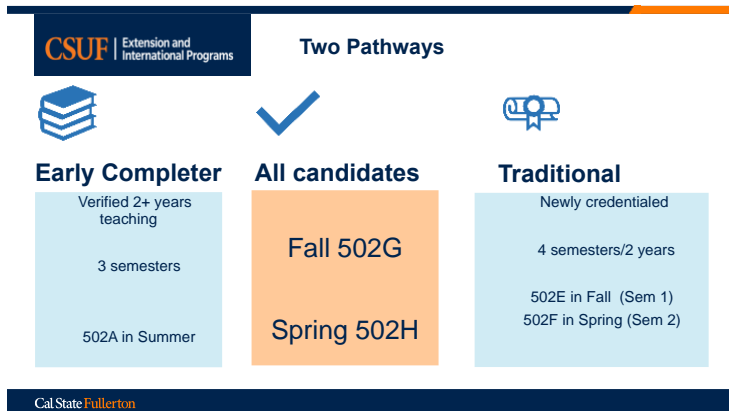 CSUF
Extension and
International Programs
Two Pathways
Early Completer
Verified 2+ years
teaching
3 semesters
502A in Summer
All candidates
Fall 502G
Spring 502H
Traditional
Newly credentialed
4 semesters/2 years
502E in Fall (Sem 1)
502F in Spring (Sem 2)
Cal State Fullerton